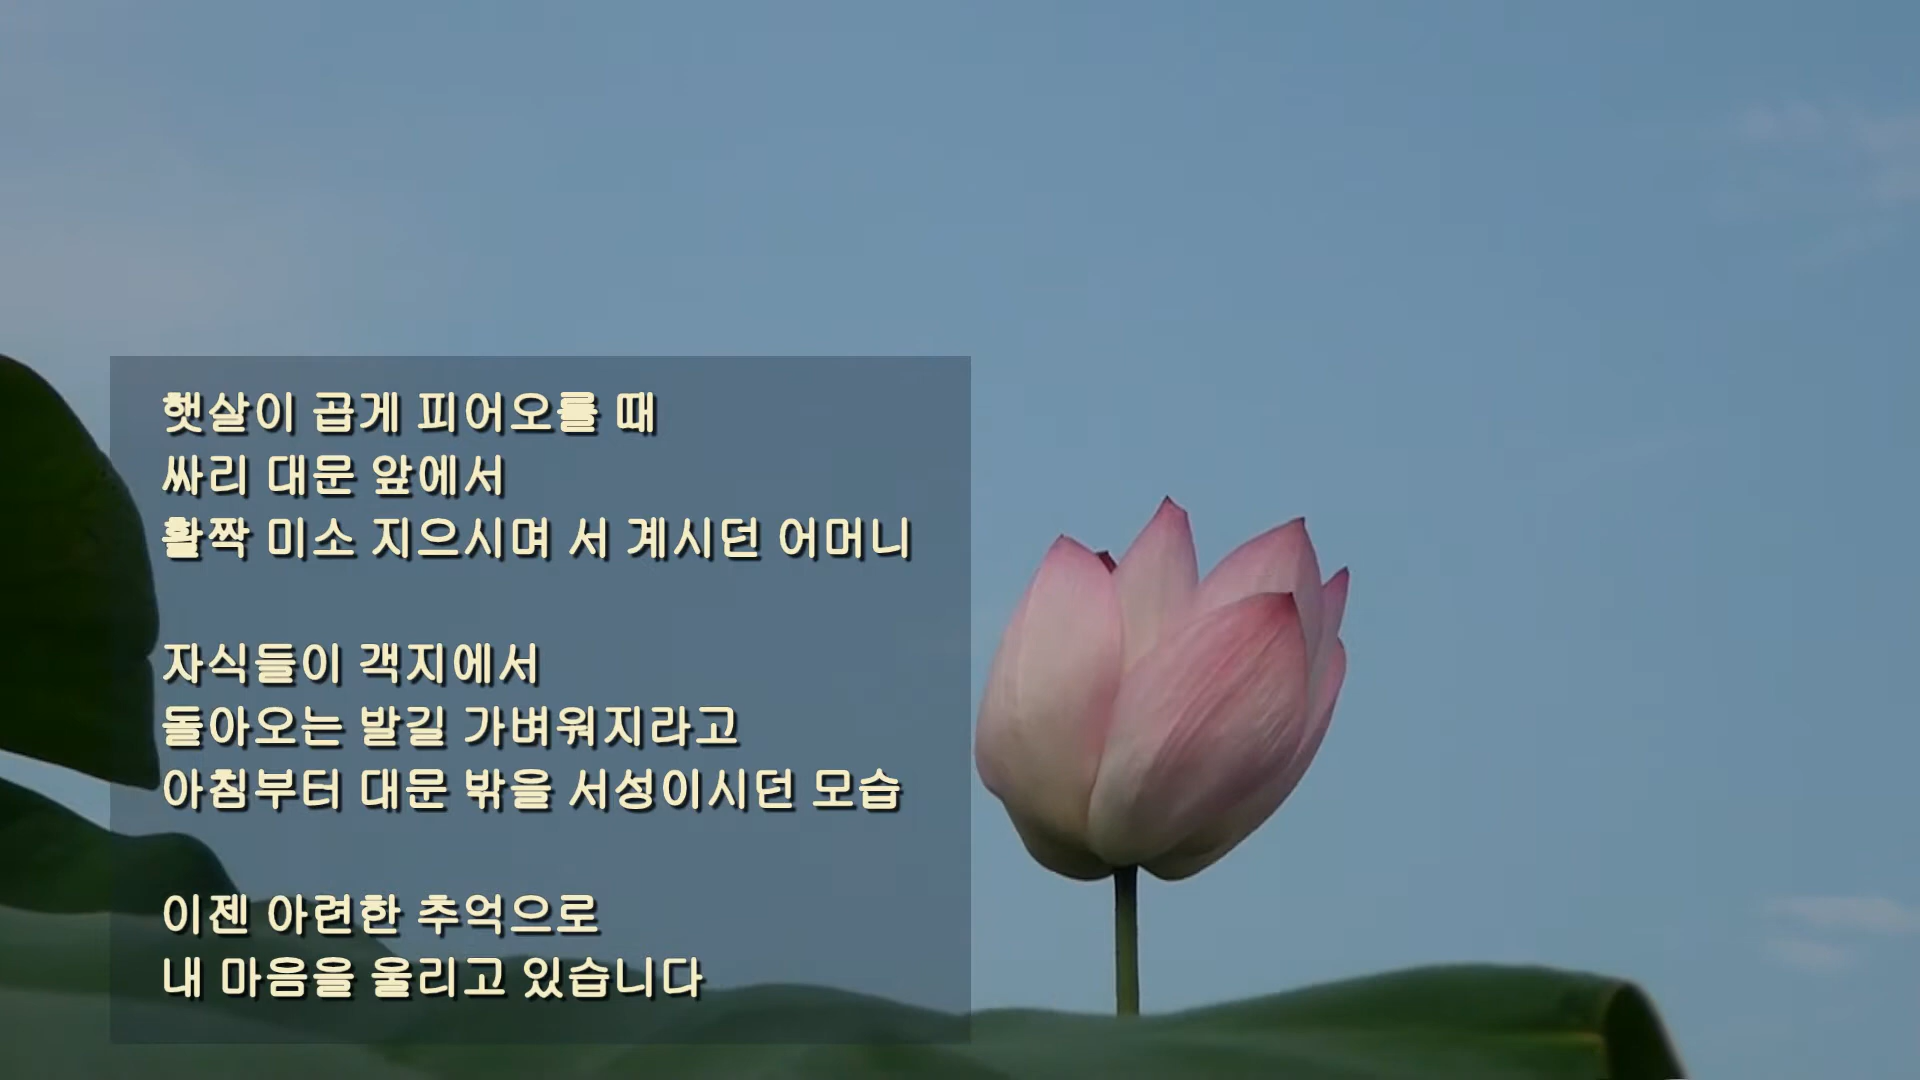 햇살이 곱게 피어오를 때
싸리 대문 앞에서
활짝 미소 지으시며 서 계시던 어머니
자식들이 객지에서
돌아오는 발길 가벼워지라고
아침부터 대문 밖을 서성이시던 모습
이젠 아련한 추억으로
내 마음을 울리고 있습니다